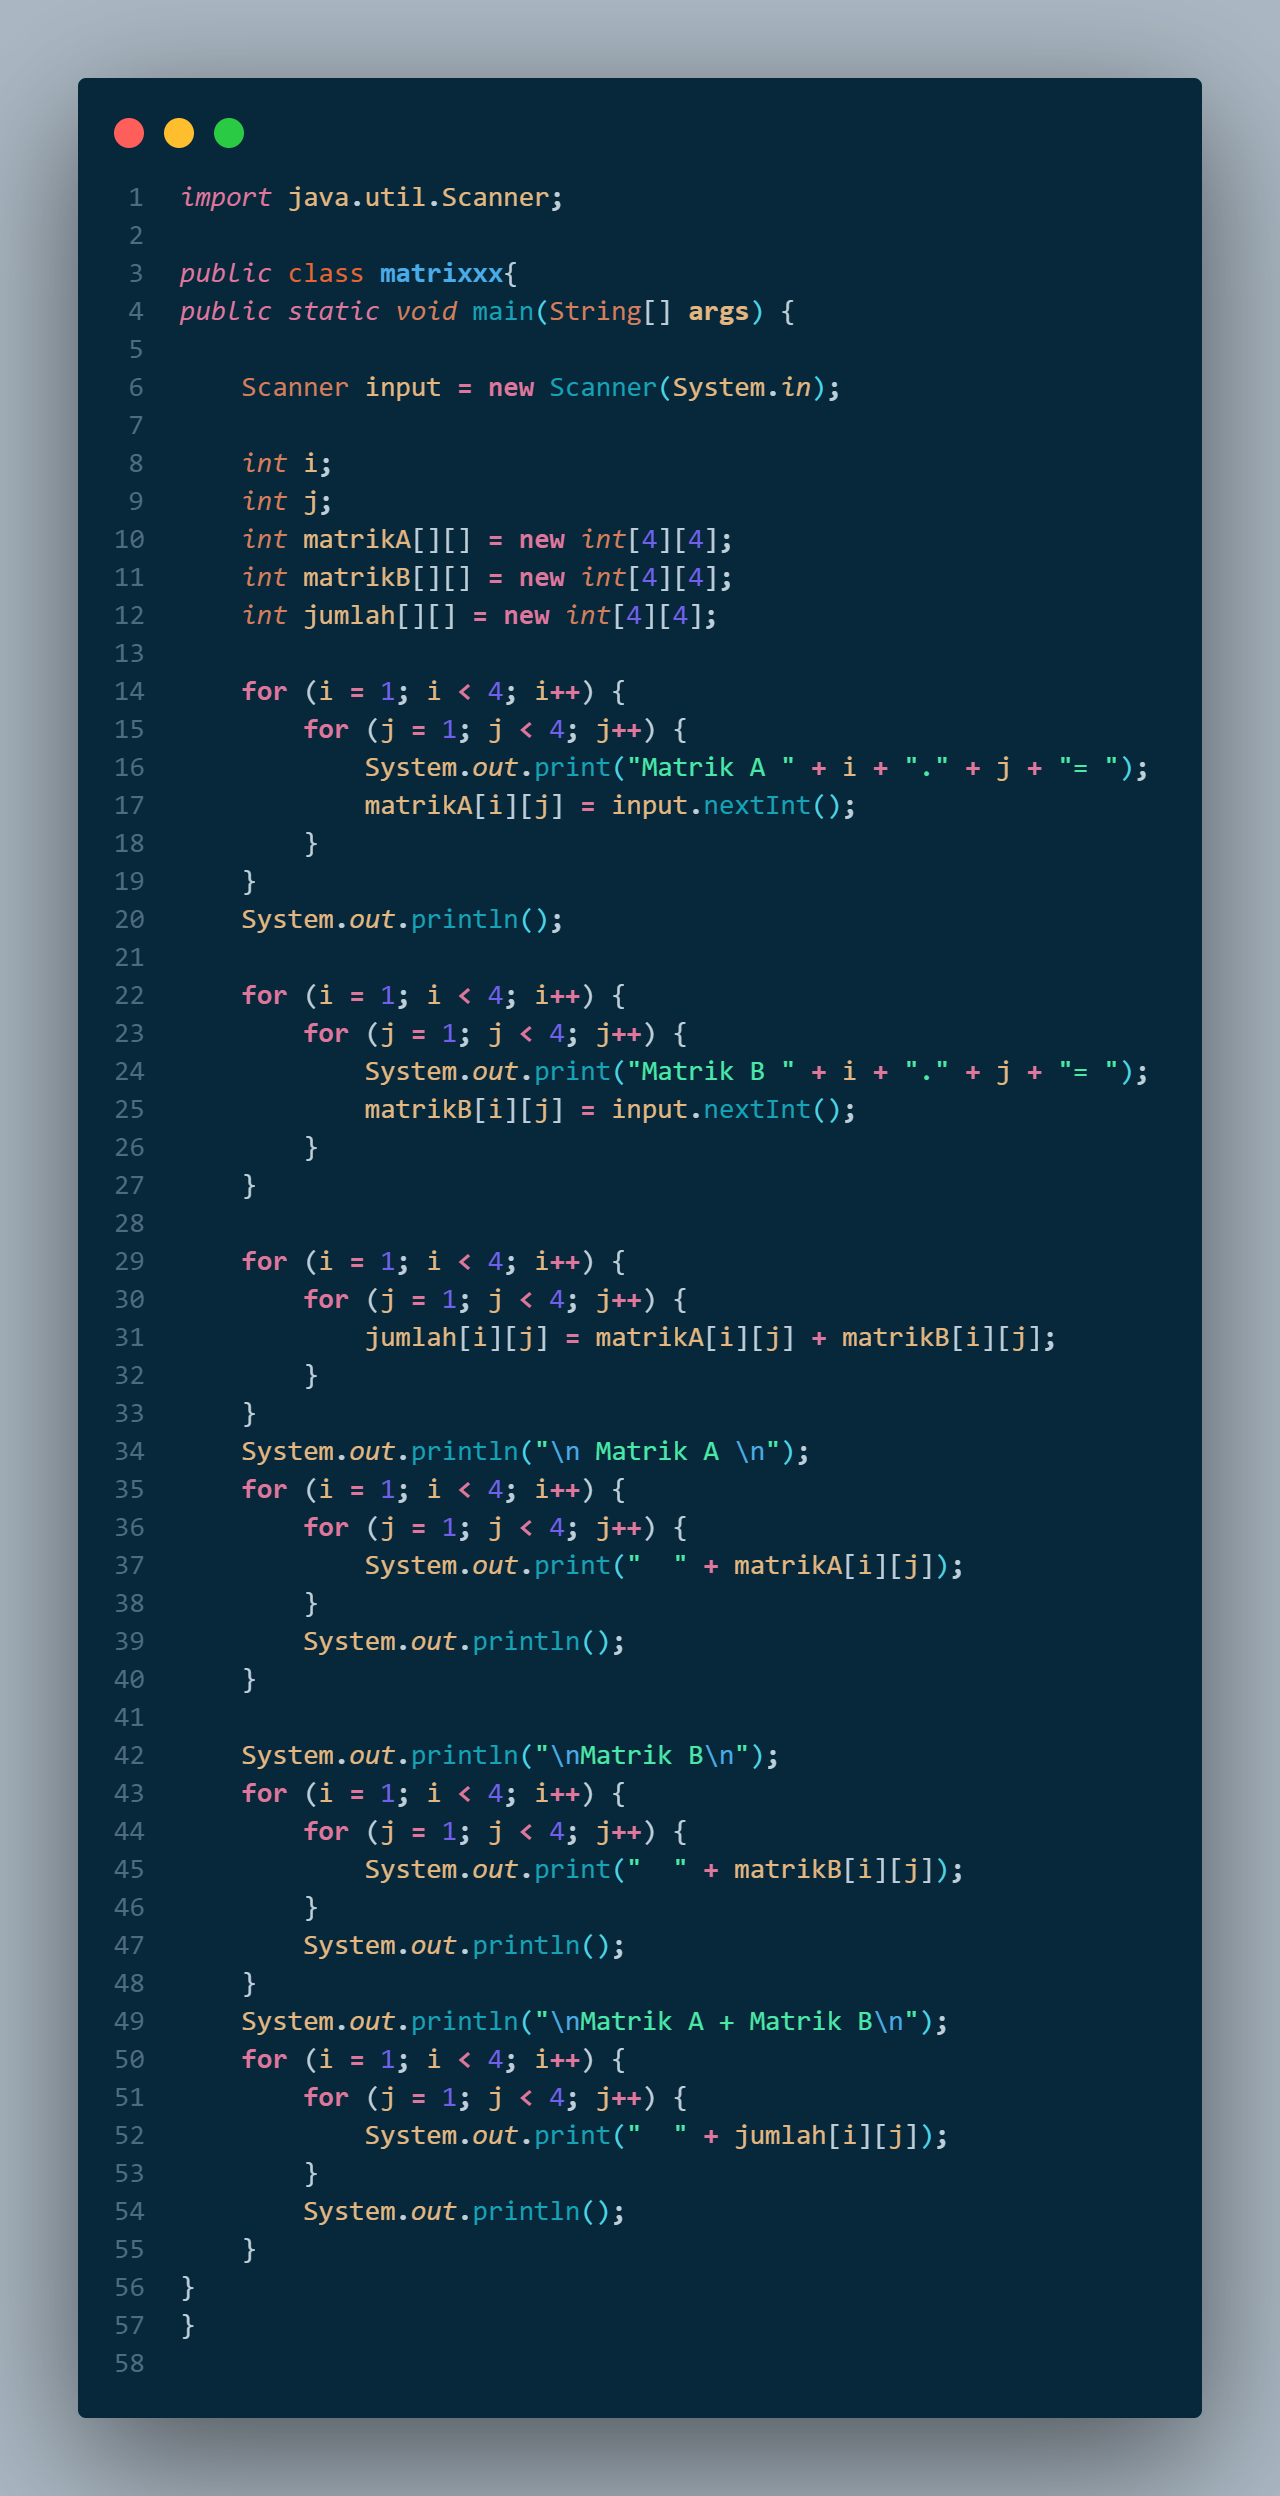 1 import java.util.Scanner;
2
3 public class matrixxx{
4 public static void main(String[] args) {
5
6     Scanner input = new Scanner(System.in);
7
8     int i;
9     int j;
10     int matrikA[][] = new int[4][4];
11     int matrikB[][] = new int[4][4];
12     int jumlah[][] = new int[4][4];
13
14     for (i = 1; i < 4; i++) {
15         for (j = 1; j < 4; j++) {
16             System.out.print("Matrik A " + i + "." + j + "= ");
17             matrikA[i][j] = input.nextInt();
18         }
19     }
20     System.out.println();
21
22     for (i = 1; i < 4; i++) {
23         for (j = 1; j < 4; j++) {
24             System.out.print("Matrik B " + i + "." + j + "= ");
25             matrikB[i][j] = input.nextInt();
26         }
27     }
28
29     for (i = 1; i < 4; i++) {
30         for (j = 1; j < 4; j++) {
31             jumlah[i][j] = matrikA[i][j] + matrikB[i][j];
32         }
33     }
34     System.out.println("\n Matrik A \n");
35     for (i = 1; i < 4; i++) {
36         for (j = 1; j < 4; j++) {
37             System.out.print("  " + matrikA[i][j]);
38         }
39         System.out.println();
40     }
41
42     System.out.println("\nMatrik B\n");
43     for (i = 1; i < 4; i++) {
44         for (j = 1; j < 4; j++) {
45             System.out.print("  " + matrikB[i][j]);
46         }
47         System.out.println();
48     }
49     System.out.println("\nMatrik A + Matrik B\n");
50     for (i = 1; i < 4; i++) {
51         for (j = 1; j < 4; j++) {
52             System.out.print("  " + jumlah[i][j]);
53         }
54         System.out.println();
55     }
56 }
57 }
58